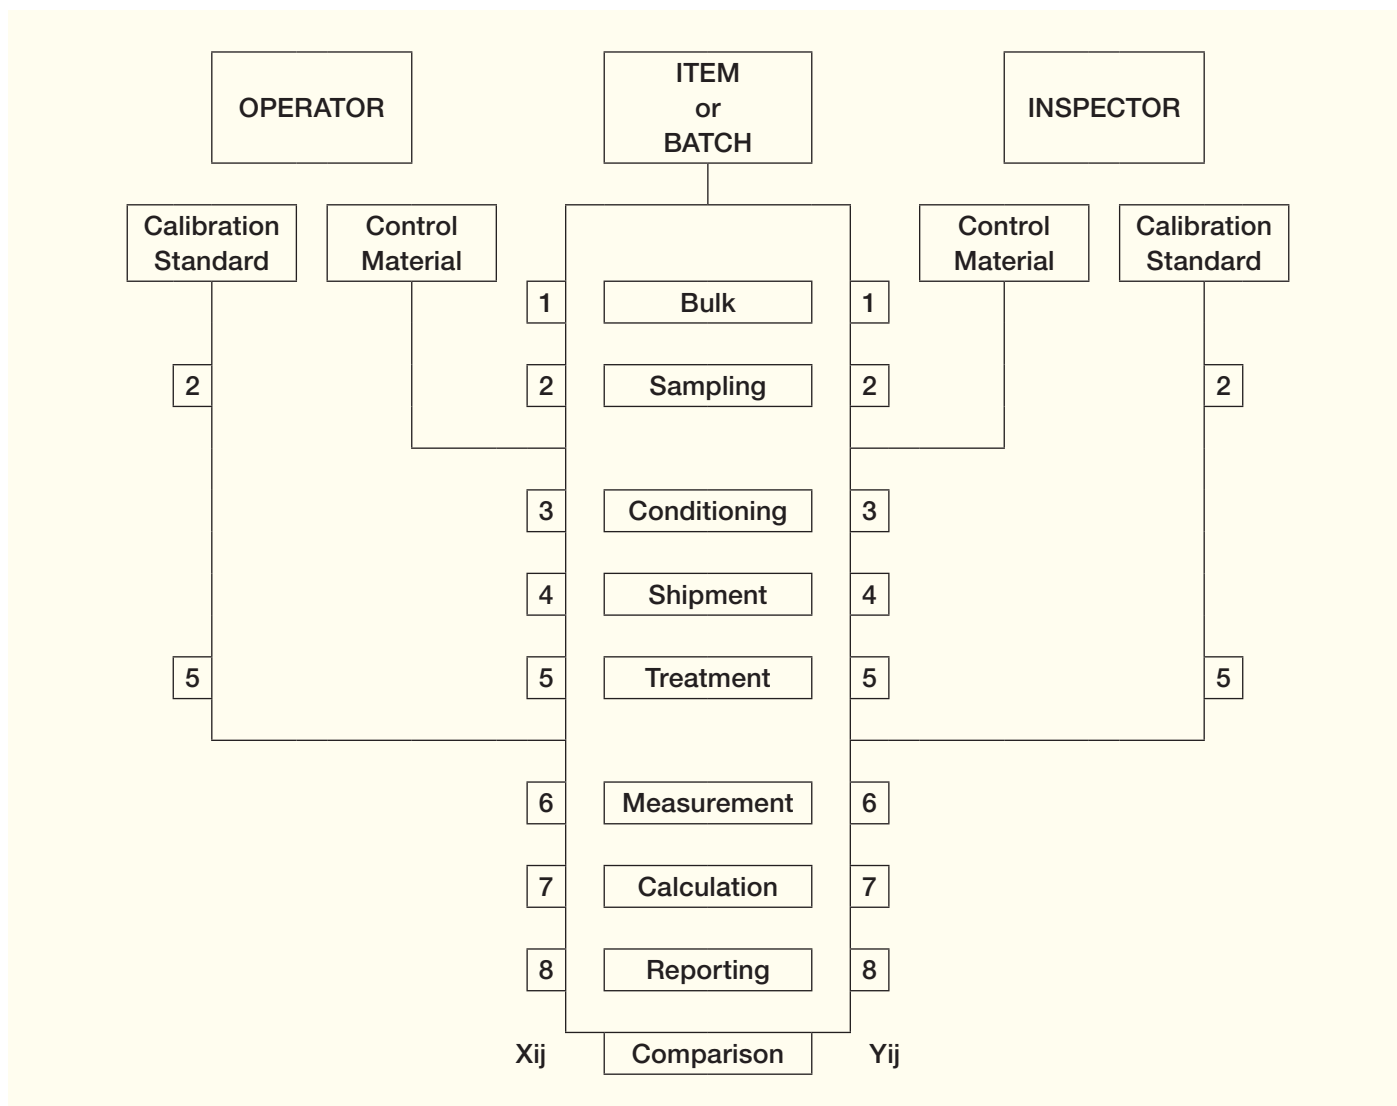 OPERATOR
ITEM
or
BATCH
INSPECTOR
Calibration
Standard
Control
Material
Control
Material
Calibration
Standard
1 Bulk 1
2 2 Sampling 2 2
3 Conditioning 3
4 Shipment 4
5 5 Treatment 5 5
6 Measurement 6
7 Calculation 7
8 Reporting 8
Xij Comparison Yij